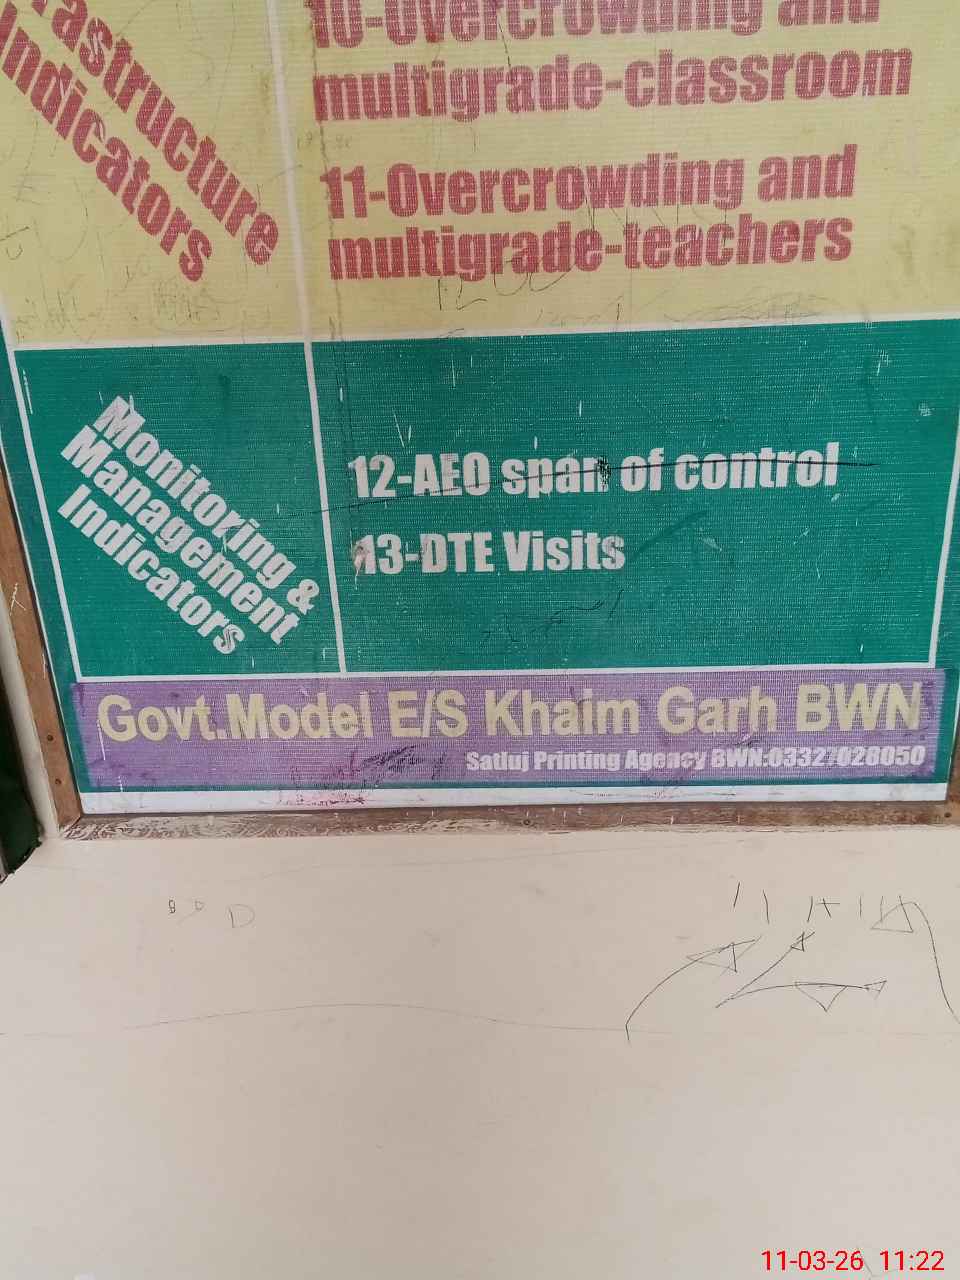 10-Overcrowding and
multigrade-classroom
11-Overcrowding and
multigrade-teachers
rastructure
Indicators
12-AEO span of control
13-DTE Visits
Monitoring &
Management
Indicators
Govt.Model E/S Khaim Garh BWN
Satluj Printing Agency BWN:03327028050
11-03-26 11:22